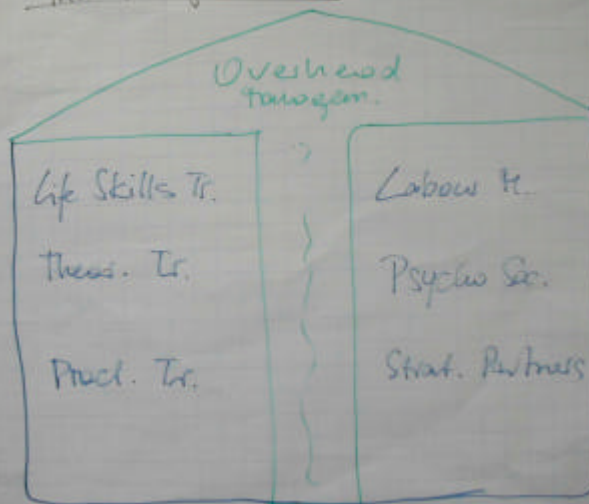 Overhead
Life Skills Tr.
Labour M.
Theor. Tr.
Psycho Soc.
Pract. Tr.
Strat. Partners